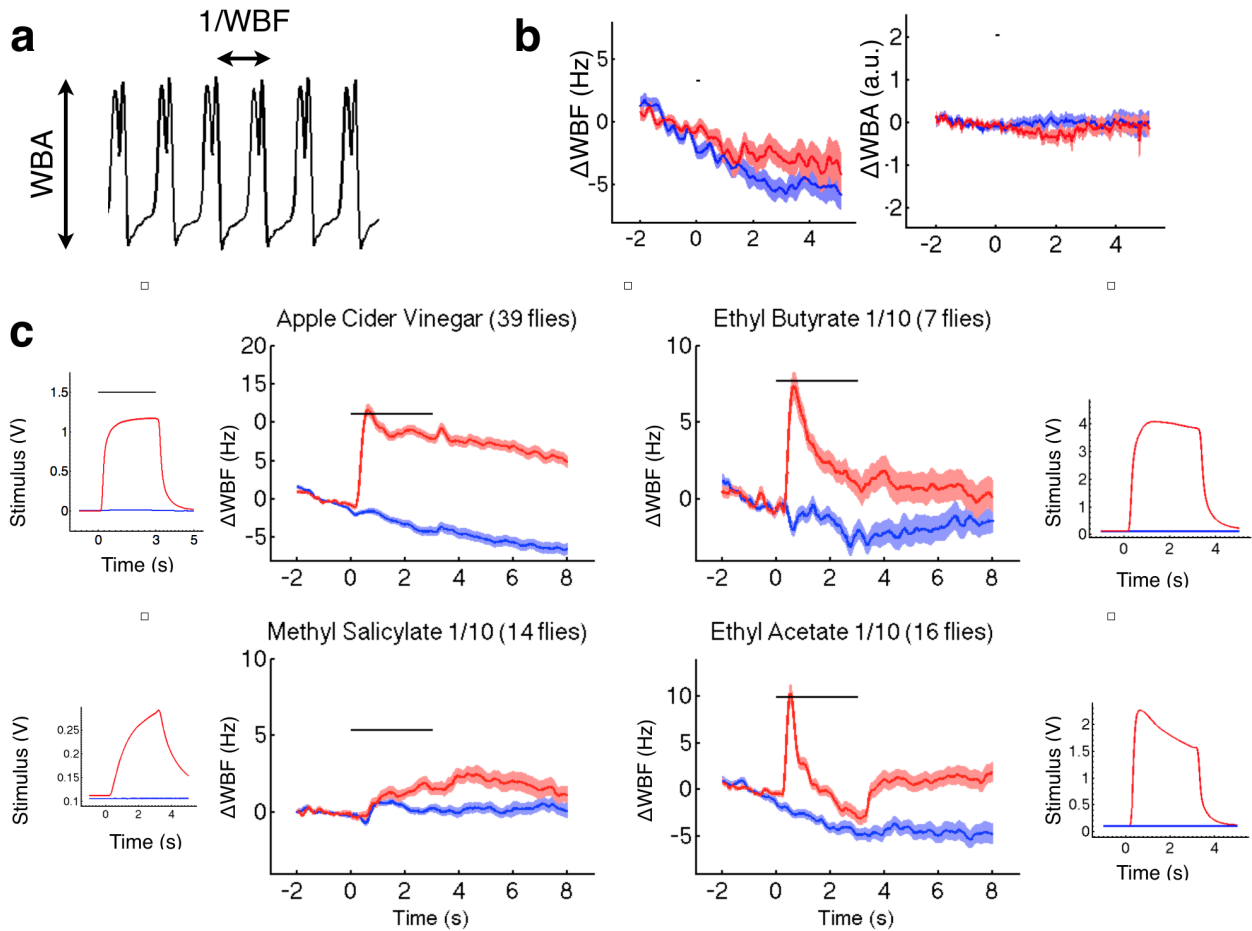 a
1/WBF
WBA
b
ΔWBF (Hz)
5
0
−5
-2 0 2 4
ΔWBA (a.u.)
2
1
0
-1
-2
-2 0 2 4
c
Stimulus (V)
1.5
1
0.5
0
0 3 5
Time (s)
Apple Cider Vinegar (39 flies)
ΔWBF (Hz)
20
15
0
5
0
−5
−2 0 2 4 6 8
Ethyl Butyrate 1/10 (7 flies)
ΔWBF (Hz)
10
5
0
−2 0 2 4 6 8
Stimulus (V)
4
3
2
1
0
0 2 4
Time (s)
Stimulus (V)
0.25
0.2
0.15
0.1
0 2 4
Time (s)
Methyl Salicylate 1/10 (14 flies)
ΔWBF (Hz)
10
5
0
−2 0 2 4 6 8
Time (s)
Ethyl Acetate 1/10 (16 flies)
ΔWBF (Hz)
10
5
0
−5
−2 0 2 4 6 8
Time (s)
Stimulus (V)
2
1.5
1
0.5
0
0 2 4
Time (s)